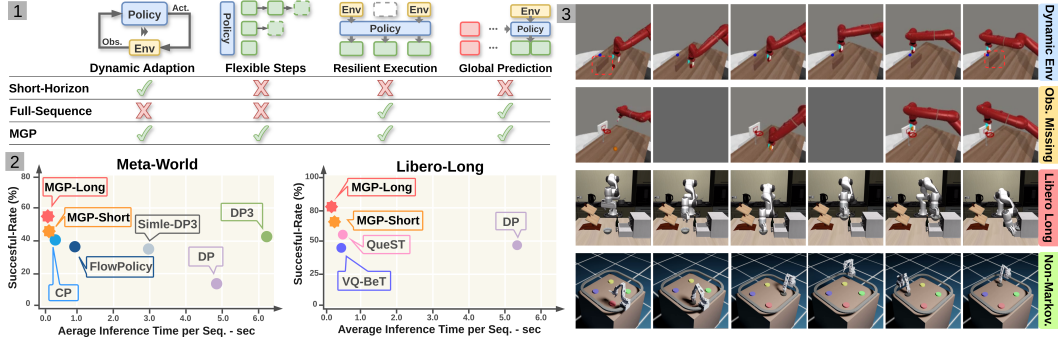 1
Policy
Act.
Obs.
Env
Policy
Env
Env
Policy
Env
Policy
Dynamic Adaption
Flexible Steps
Resilient Execution
Global Prediction
Short-Horizon
Full-Sequence
MGP
2
Meta-World
Succesful-Rate (%)
80
60
40
20
0
MGP-Long
MGP-Short
Simle-DP3
DP3
FlowPolicy
DP
CP
0.0
1.0
2.0
3.0
4.0
5.0
6.0
Aerage Inference Time per Seq. - sec
Libero-Long
Succesful-Rate (%)
100
80
50
25
0
MGP-Long
MGP-Short
QueST
VQ-BeT
DP
0.0
1.0
2.0
3.0
4.0
5.0
6.0
Average Inference Time per Seq. - sec
3
Dynamic Env
Obs. Missing
Libero Long
Non-Markov.